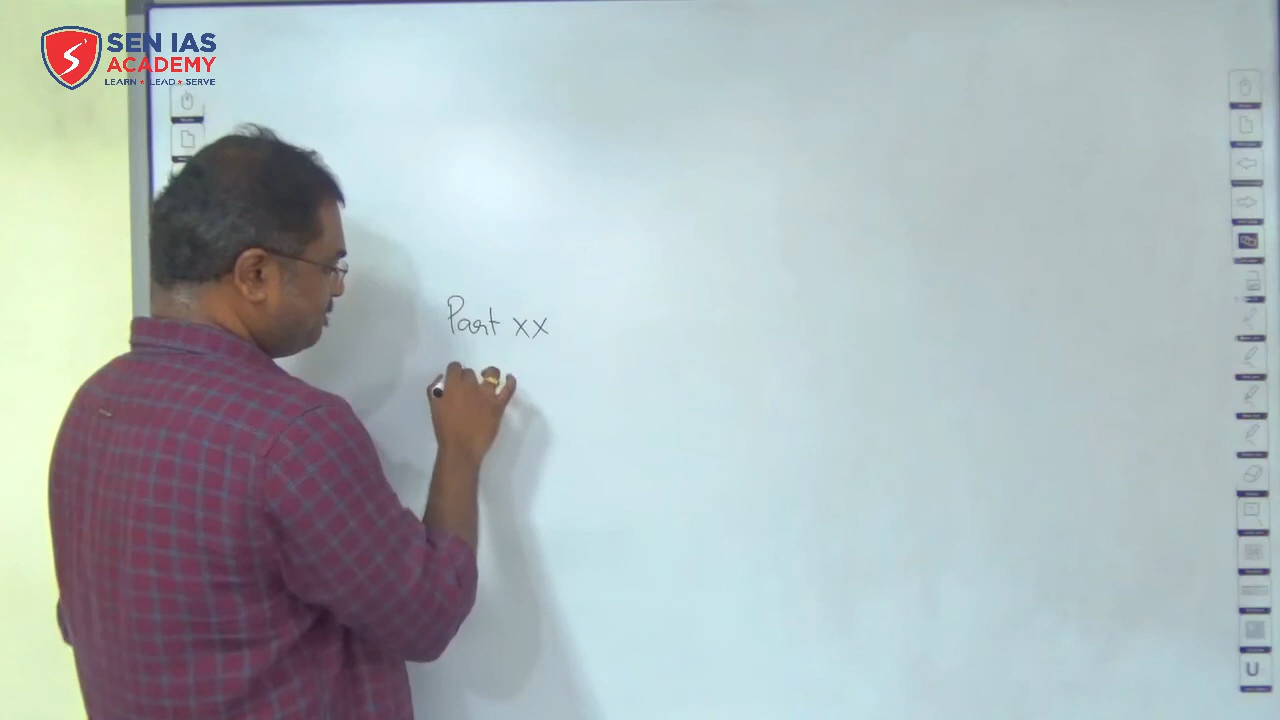 SEN IAS
ACADEMY
LEARN ★ LEAD ★ SERVE
Part XX
U